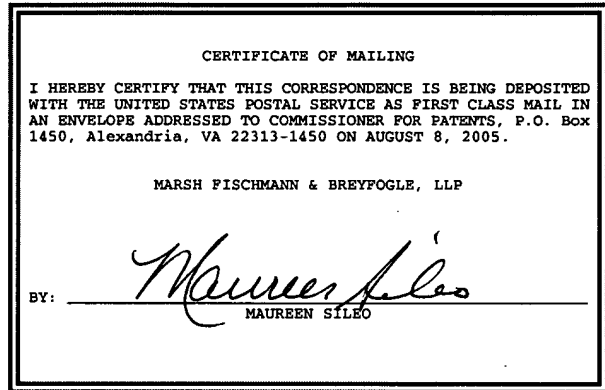 CERTIFICATE OF MAILING
I HEREBY CERTIFY THAT THIS CORRESPONDENCE IS BEING DEPOSITED
WITH THE UNITED STATES POSTAL SERVICE AS FIRST CLASS MAIL IN
AN ENVELOPE ADDRESSED TO COMMISSIONER FOR PATENTS, P.O. Box
1450, Alexandria, VA 22313-1450 ON AUGUST 8, 2005.
MARSH FISCHMANN & BREYFOGLE, LLP
Maureen Sileo
BY:
MAUREEN SILEO